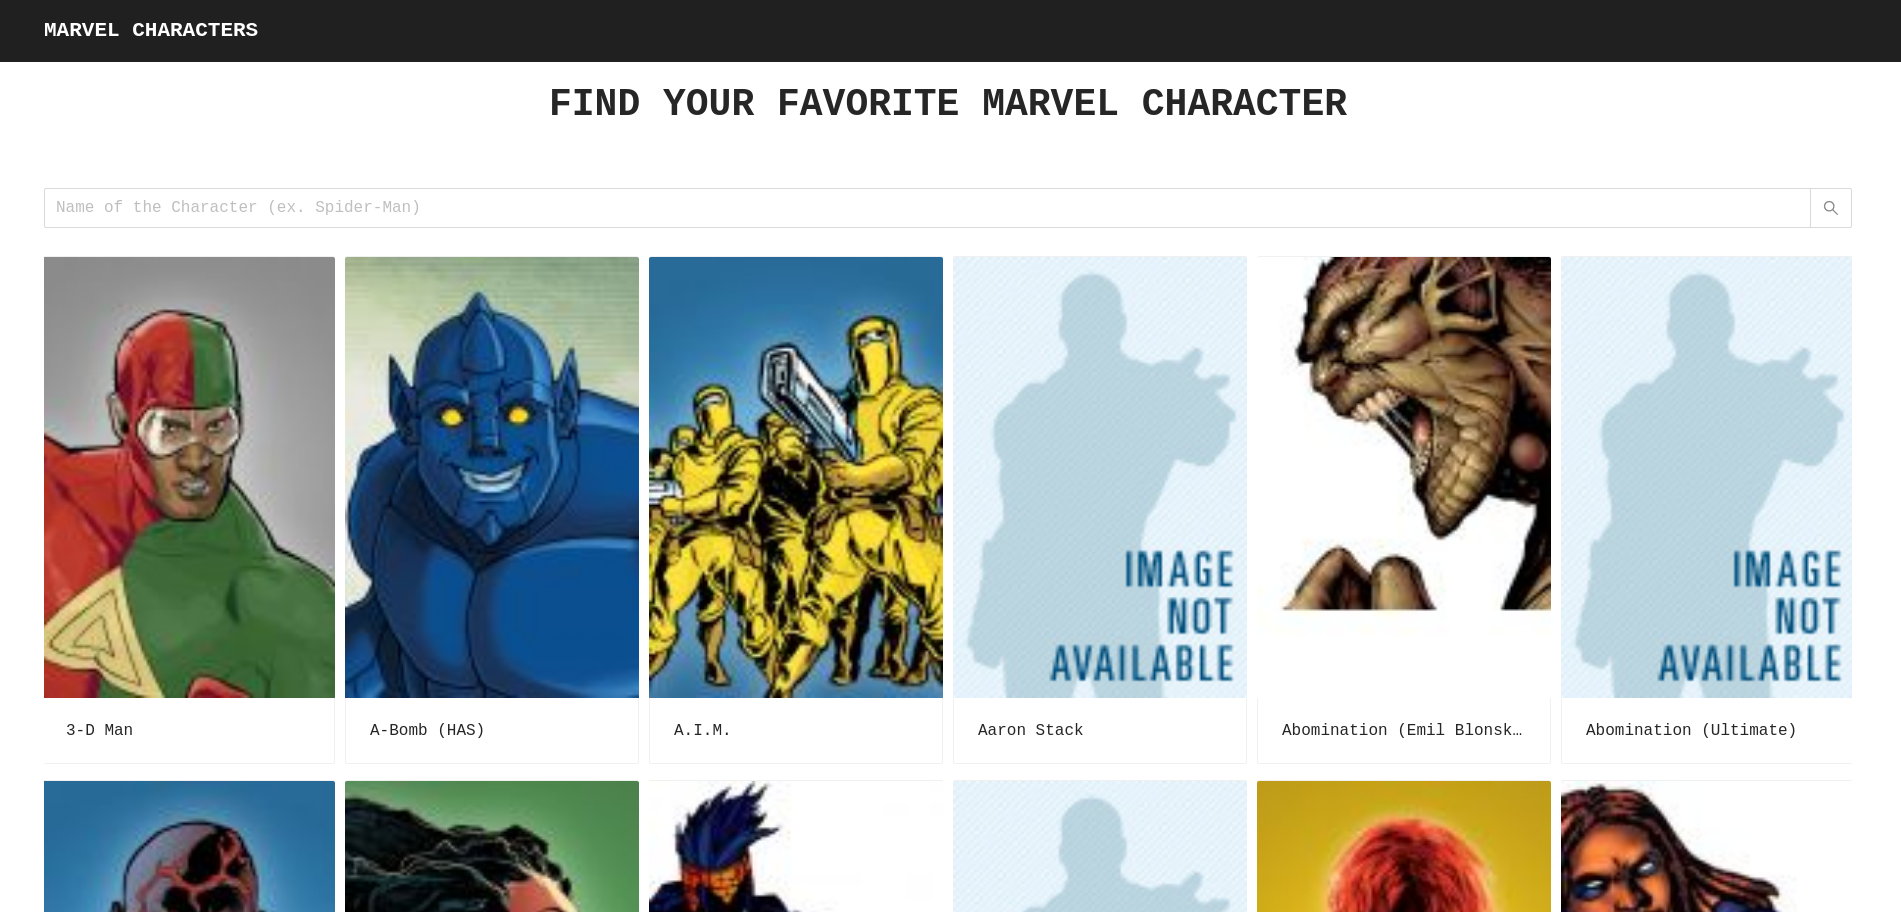 MARVEL CHARACTERS
FIND YOUR FAVORITE MARVEL CHARACTER
Name of the Character (ex. Spider-Man)
IMAGE
NOT
AVAILABLE
IMAGE
NOT
AVAILABLE
3-D Man
A-Bomb (HAS)
A.I.M.
Aaron Stack
Abomination (Emil Blonsk…
Abomination (Ultimate)